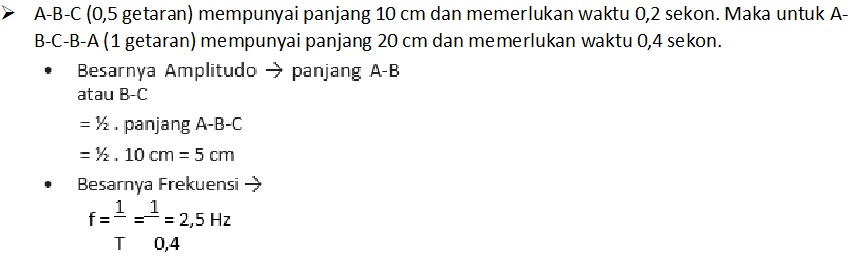 ➢ A-B-C (0,5 getaran) mempunyai panjang 10 cm dan memerlukan waktu 0,2 sekon. Maka untuk A-
B-C-B-A (1 getaran) mempunyai panjang 20 cm dan memerlukan waktu 0,4 sekon.
• Besarnya Amplitudo → panjang A-B
atau B-C
= ½ . panjang A-B-C
= ½ . 10 cm = 5 cm
• Besarnya Frekuensi →
f = 1 = 1 = 2,5 Hz
T 0,4